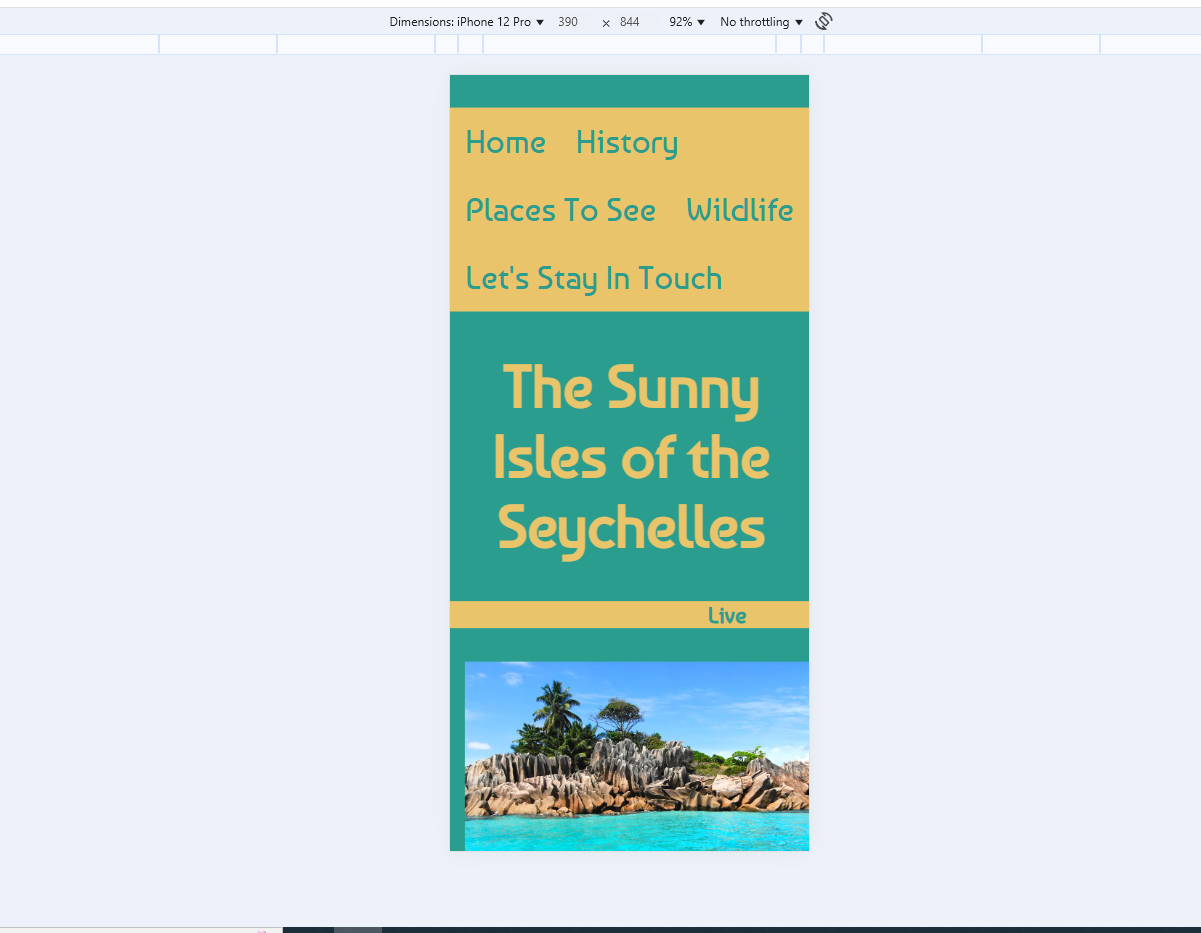 Dimensions: iPhone 12 Pro ▼ 390 × 844 92% ▼ No throttling ▼
Home History
Places To See Wildlife
Let's Stay In Touch
The Sunny
Isles of the
Seychelles
Live